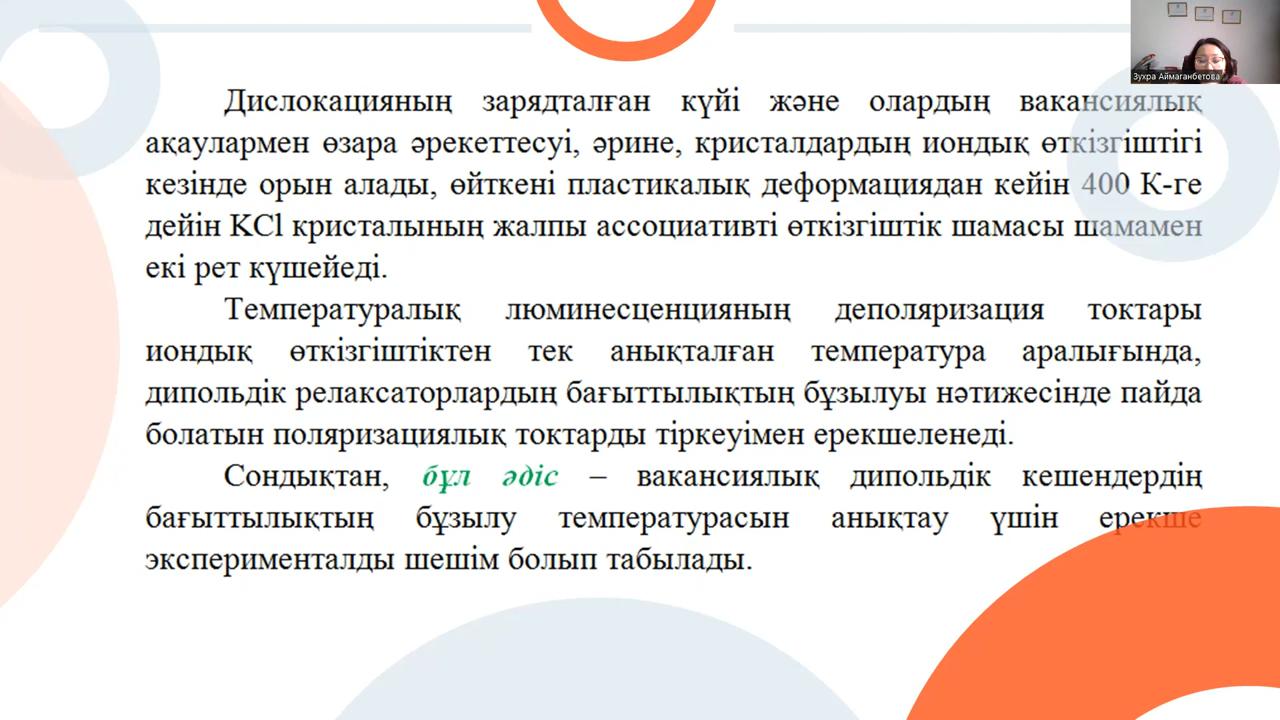 Зухра Аймаганбетова
Дислокацияның зарядталған күйі және олардың вакансиялық
ақаулармен өзара әрекеттесуі, әрине, кристалдардың иондық өткізгіштігі
кезінде орын алады, өйткені пластикалық деформациядан кейін 400 К-ге
дейін KCl кристалының жалпы ассоциативті өткізгіштік шамасы шамамен
екі рет күшейеді.
Температуралық люминесценцияның деполяризация токтары
иондық өткізгіштіктен тек анықталған температура аралығында,
дипольдік релаксаторлардың бағыттылықтың бұзылуы нәтижесінде пайда
болатын поляризациялық токтарды тіркеуімен ерекшеленеді.
Сондықтан, бұл әдіс – вакансиялық дипольдік кешендердің
бағыттылықтың бұзылу температурасын анықтау үшін ерекше
эксперименталды шешім болып табылады.